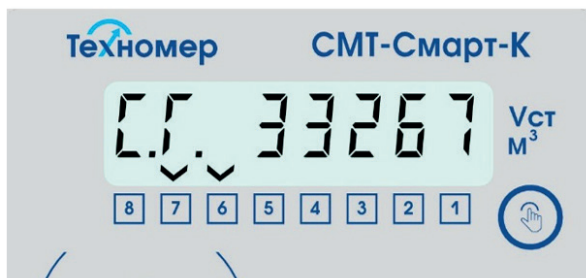 Техномер СМТ-Смарт-К
С.Г. 33267
Vст
м³
8 7 6 5 4 3 2 1